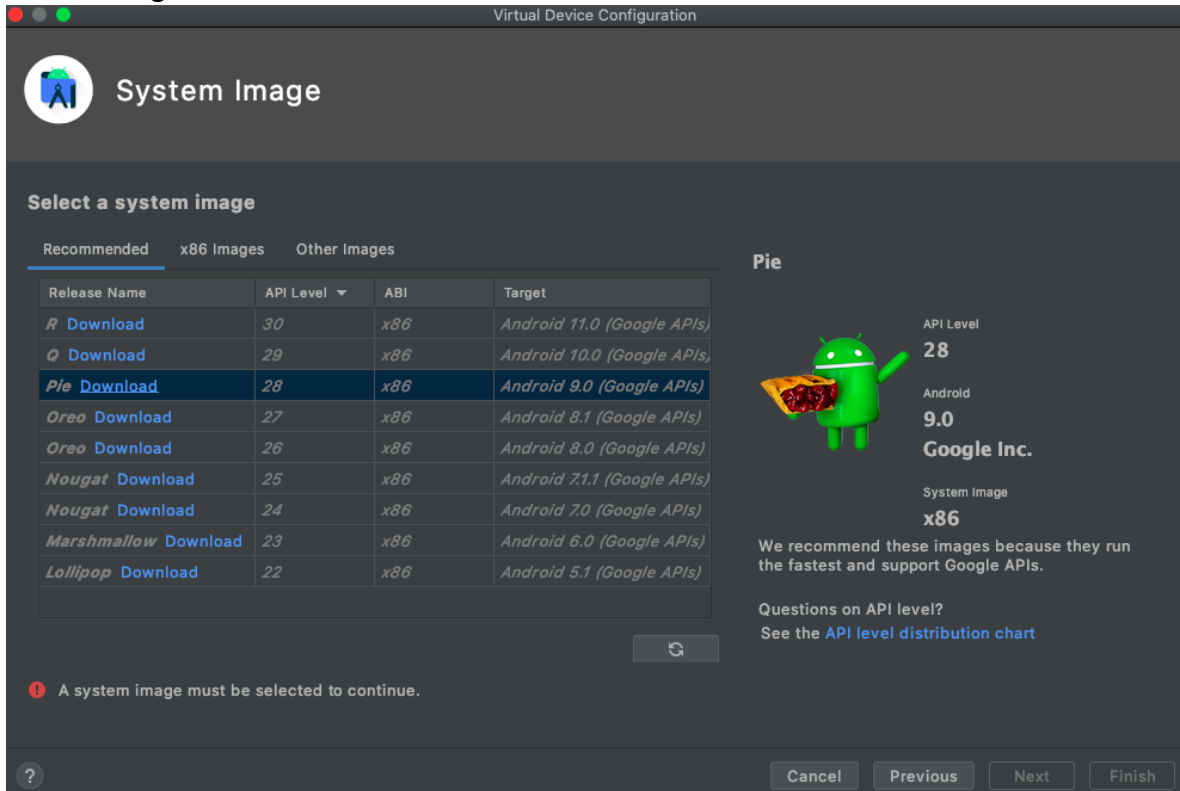 Virtual Device Configuration
System Image
Select a system image
Recommended x86 Images Other Images
Release Name API Level ABI Target
R Download 30 x86 Android 11.0 (Google APIs)
Q Download 29 x86 Android 10.0 (Google APIs)
Pie Download 28 x86 Android 9.0 (Google APIs)
Oreo Download 27 x86 Android 8.1 (Google APIs)
Oreo Download 26 x86 Android 8.0 (Google APIs)
Nougat Download 25 x86 Android 7.1.1 (Google APIs)
Nougat Download 24 x86 Android 7.0 (Google APIs)
Marshmallow Download 23 x86 Android 6.0 (Google APIs)
Lollipop Download 22 x86 Android 5.1 (Google APIs)
A system image must be selected to continue.
Pie
API Level
28
Android
9.0
Google Inc.
System Image
x86
We recommend these images because they run
the fastest and support Google APIs.
Questions on API level?
See the API level distribution chart
? Cancel Previous Next Finish